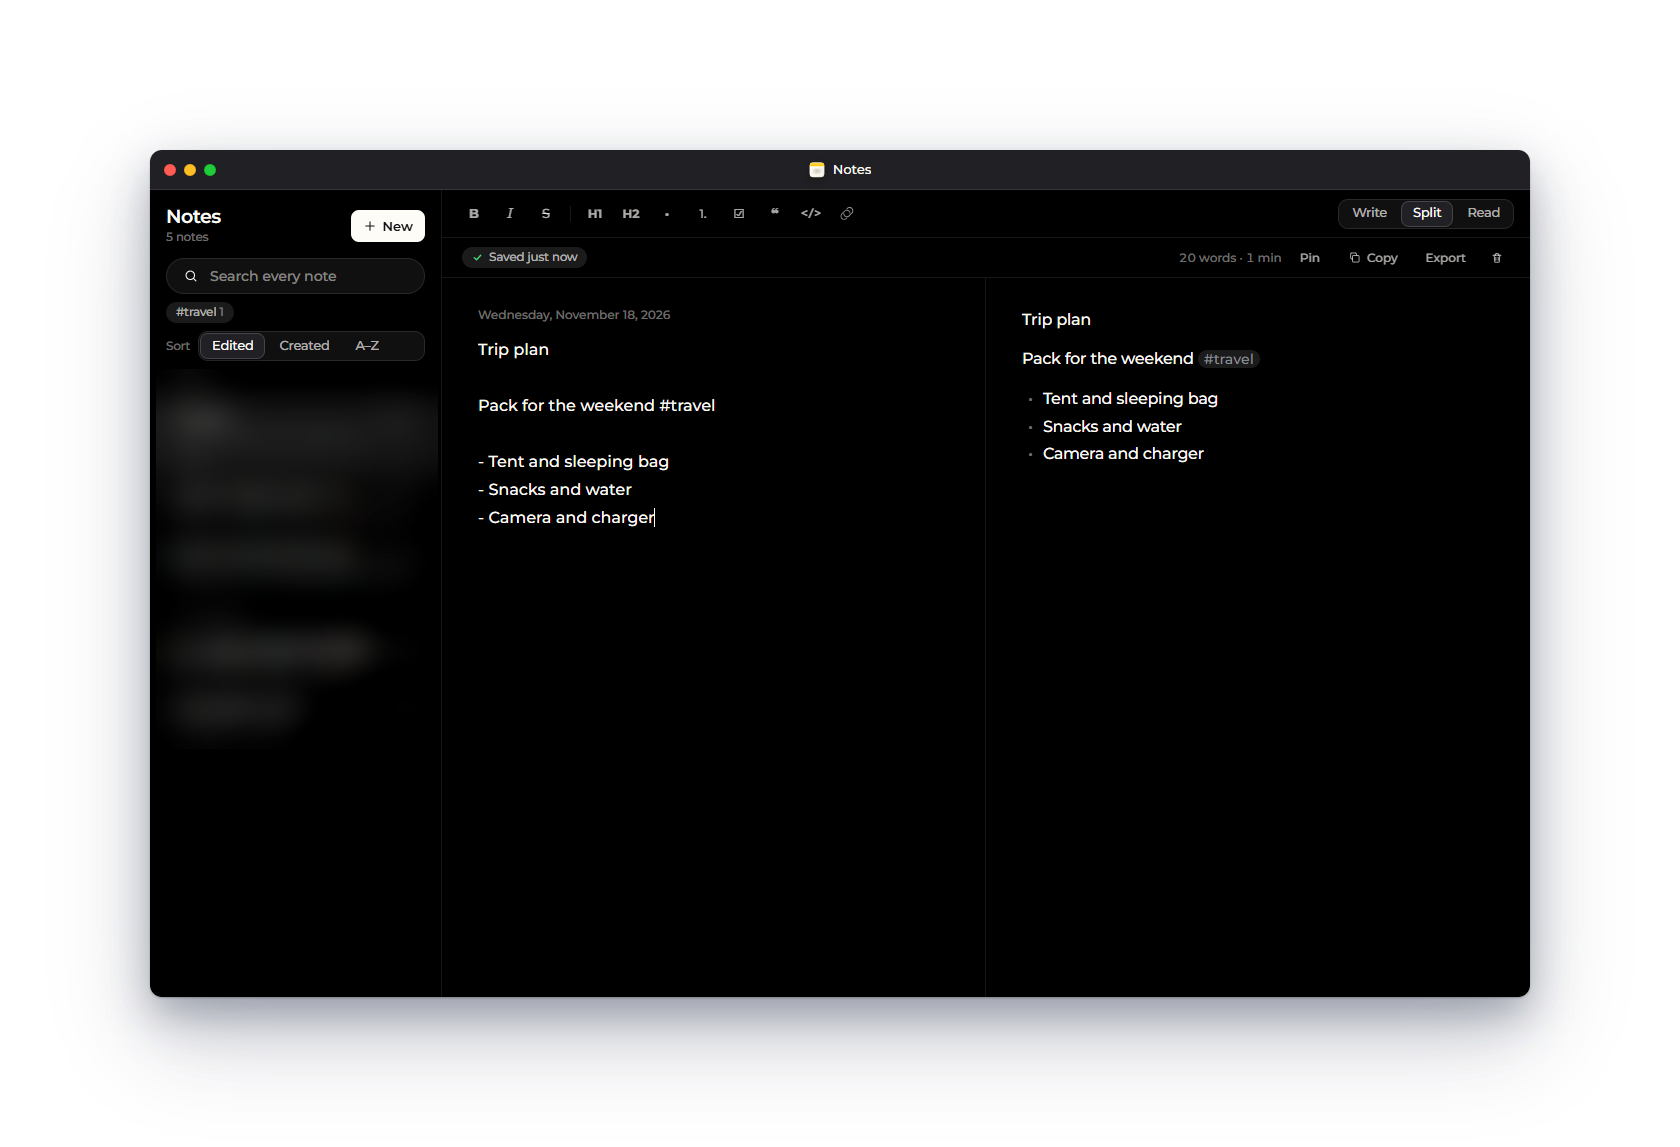 Notes
Notes
5 notes
+ New
Search every note
#travel 1
Sort Edited Created A–Z
B I S H1 H2 • 1. ❝ </>
Write Split Read
Saved just now
20 words · 1 min Pin Copy Export
Wednesday, November 18, 2026
Trip plan
Pack for the weekend #travel
- Tent and sleeping bag
- Snacks and water
- Camera and charger
Trip plan
Pack for the weekend #travel
• Tent and sleeping bag
• Snacks and water
• Camera and charger